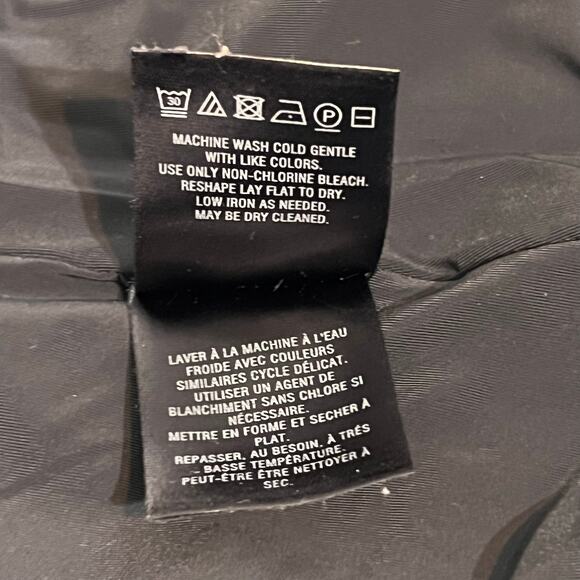 30
P
MACHINE WASH COLD GENTLE
WITH LIKE COLORS.
USE ONLY NON-CHLORINE BLEACH.
RESHAPE LAY FLAT TO DRY.
LOW IRON AS NEEDED.
MAY BE DRY CLEANED.
LAVER À LA MACHINE À L'EAU
FROIDE AVEC COULEURS
SIMILAIRES CYCLE DÉLICAT.
UTILISER UN AGENT DE
BLANCHIMENT SANS CHLORE SI
NÉCESSAIRE.
METTRE EN FORME ET SECHER À
PLAT.
REPASSER, AU BESOIN, À TRÉS
BASSE TEMPÉRATURE.
PEUT-ÊTRE ÊTRE NETTOYER À
SEC.